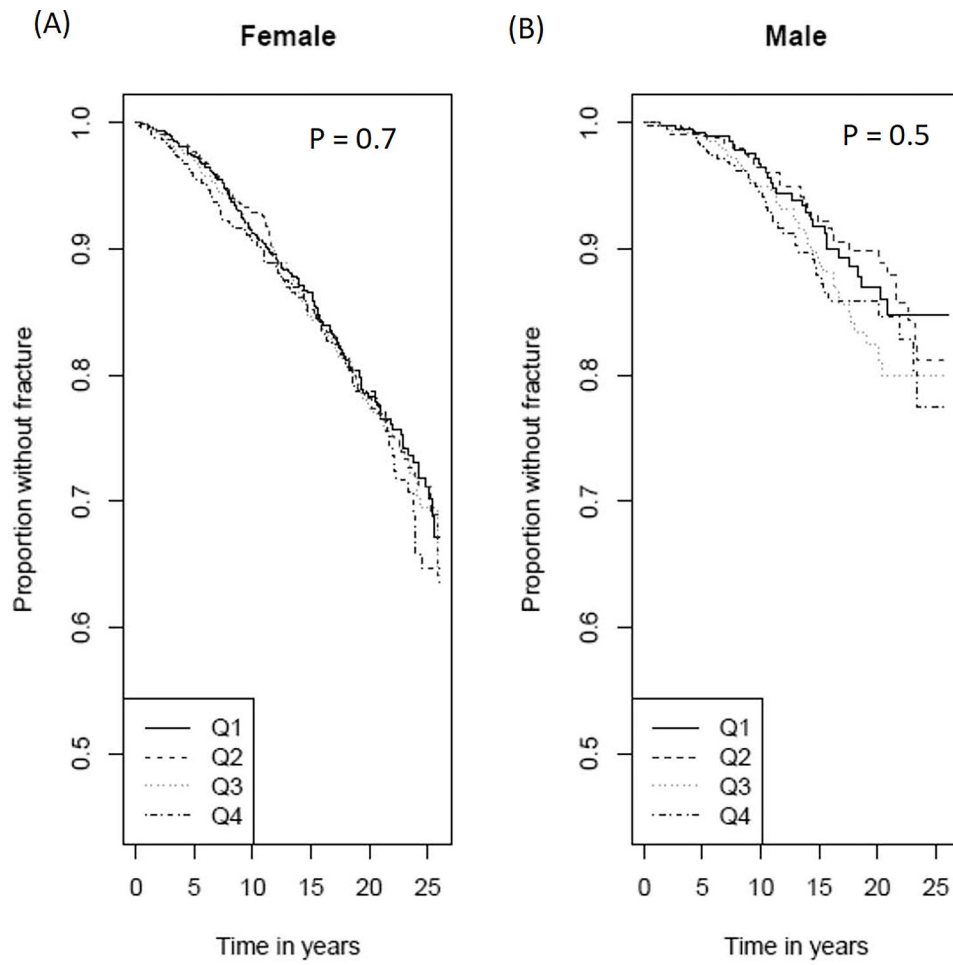 (A)
Female
P = 0.7
Proportion without fracture
1.0
0.9
0.8
0.7
0.6
0.5
Q1
Q2
Q3
Q4
0 5 10 15 20 25
Time in years
(B)
Male
P = 0.5
Proportion without fracture
1.0
0.9
0.8
0.7
0.6
0.5
Q1
Q2
Q3
Q4
0 5 10 15 20 25
Time in years